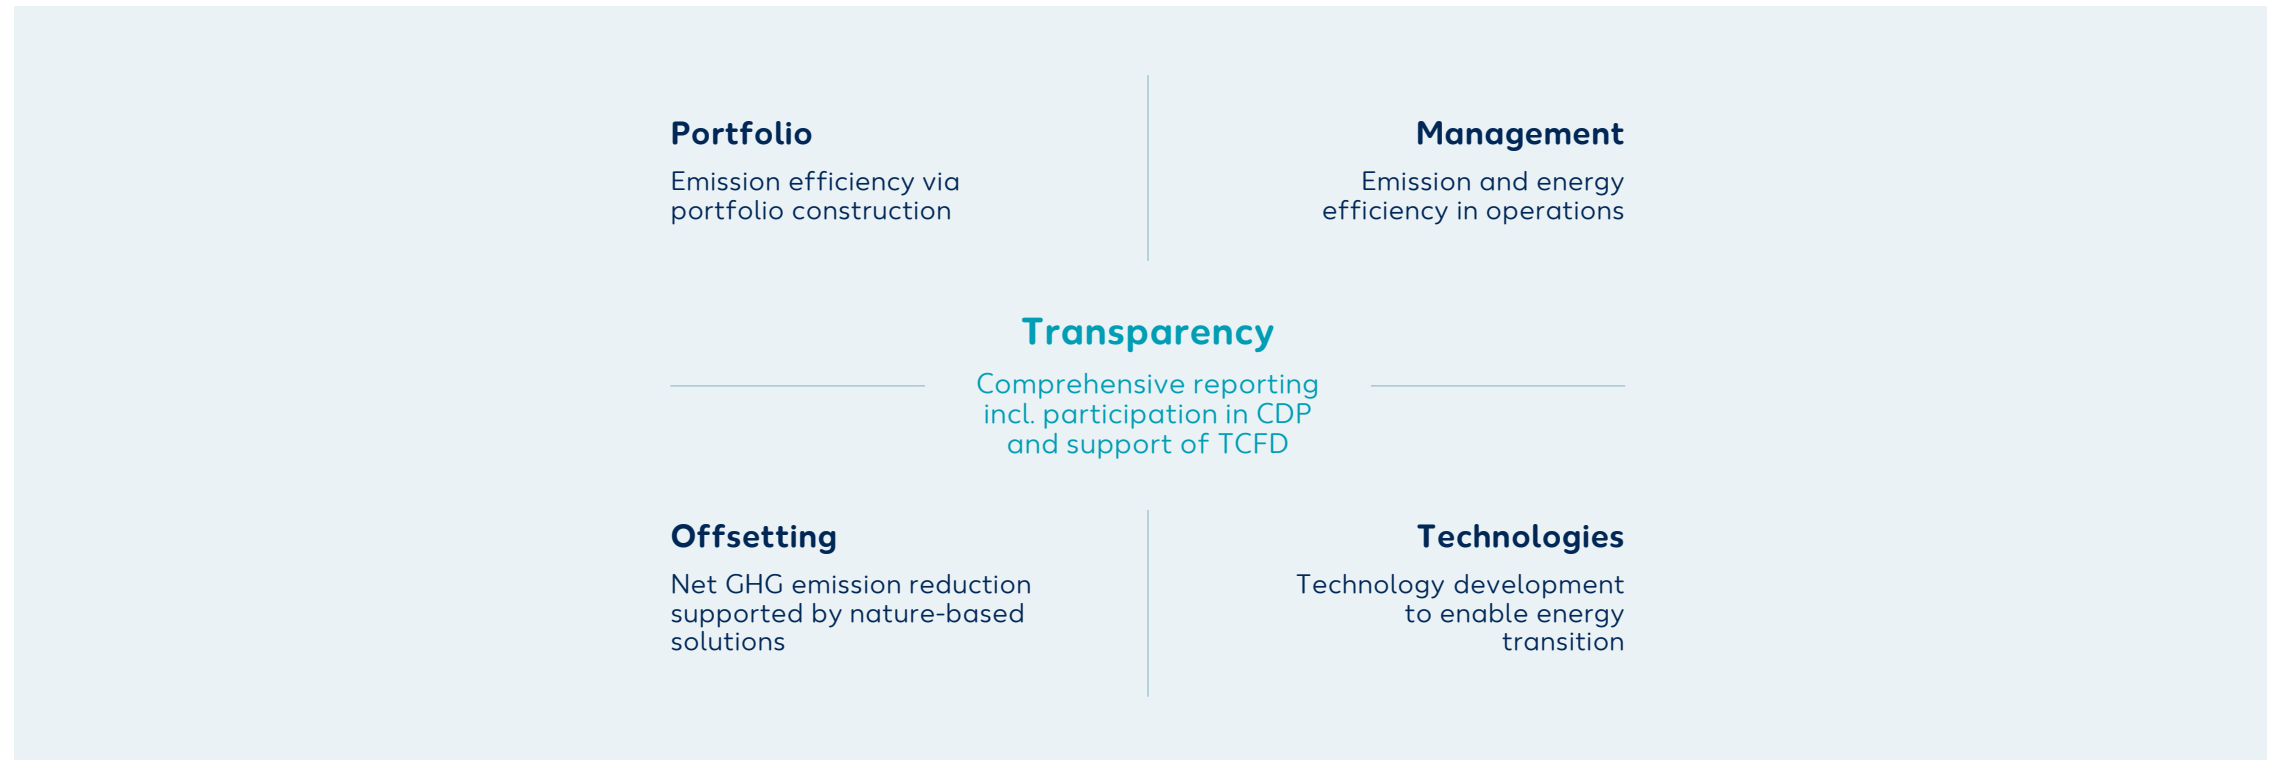 Portfolio
Emission efficiency via
portfolio construction
Management
Emission and energy
efficiency in operations
Transparency
Comprehensive reporting
incl. participation in CDP
and support of TCFD
Offsetting
Net GHG emission reduction
supported by nature-based
solutions
Technologies
Technology development
to enable energy
transition